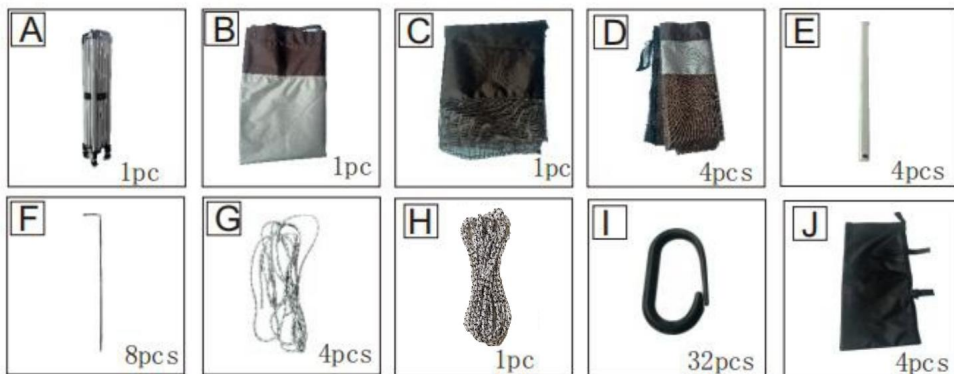 A B C D E
1pc 1pc 1pc 4pcs 4pcs
F G H I J
8pcs 4pcs 1pc 32pcs 4pcs